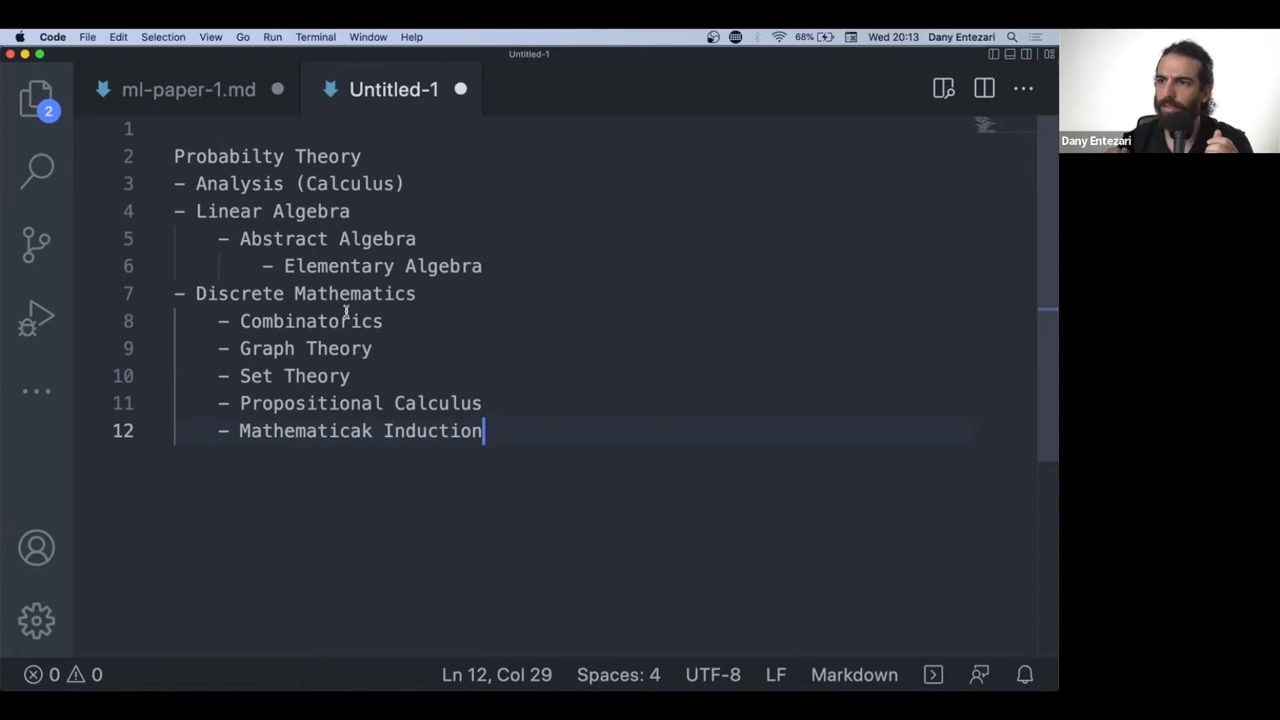 Code File Edit Selection View Go Run Terminal Window Help 68% Wed 20:13 Dany Entezari
Untitled-1
ml-paper-1.md Untitled-1
2
Dany Entezari
1
2 Probabilty Theory
3 - Analysis (Calculus)
4 - Linear Algebra
5 - Abstract Algebra
6 - Elementary Algebra
7 - Discrete Mathematics
8 - Combinatorics
9 - Graph Theory
10 - Set Theory
11 - Propositional Calculus
12 - Mathematicak Induction
0 0 Ln 12, Col 29 Spaces: 4 UTF-8 LF Markdown